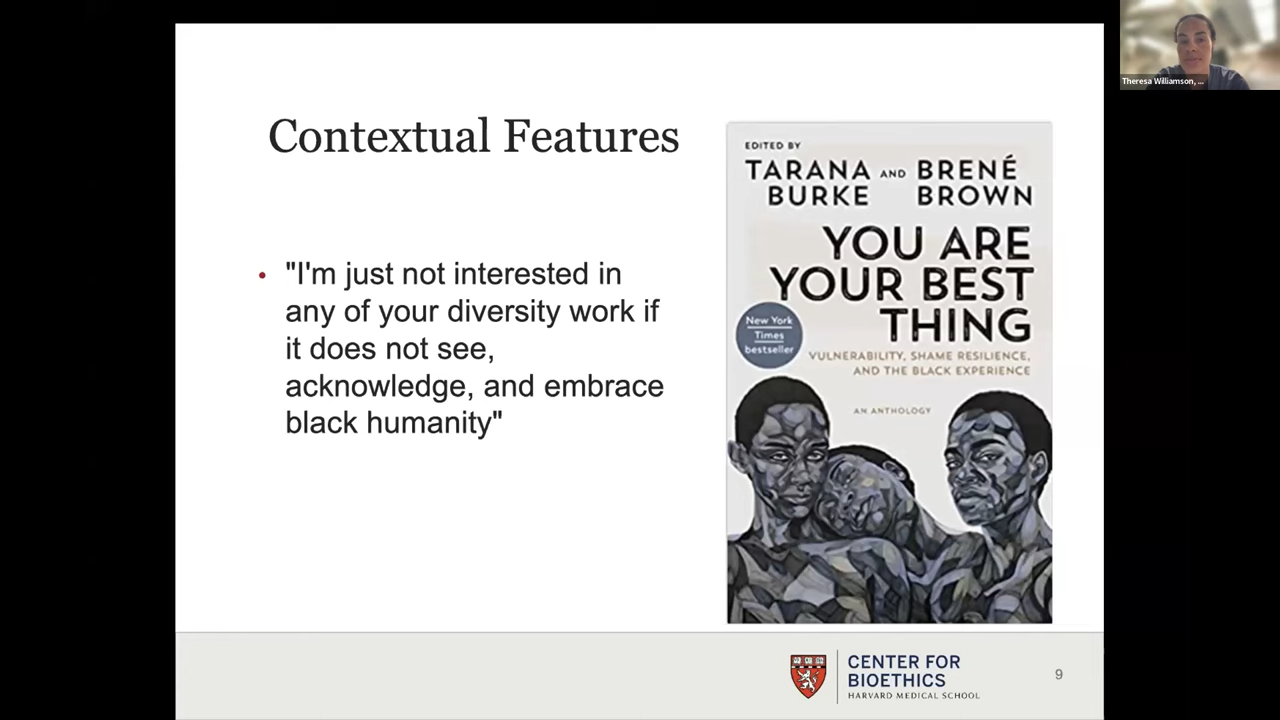 Theresa Williamson, ...
Contextual Features
• "I'm just not interested in
any of your diversity work if
it does not see,
acknowledge, and embrace
black humanity"
EDITED BY
TARANA AND BRENÉ
BURKE BROWN
YOU ARE
YOUR BEST
THING
New York
Times
bestseller
VULNERABILITY, SHAME RESILIENCE,
AND THE BLACK EXPERIENCE
AN ANTHOLOGY
CENTER FOR
BIOETHICS
HARVARD MEDICAL SCHOOL
9